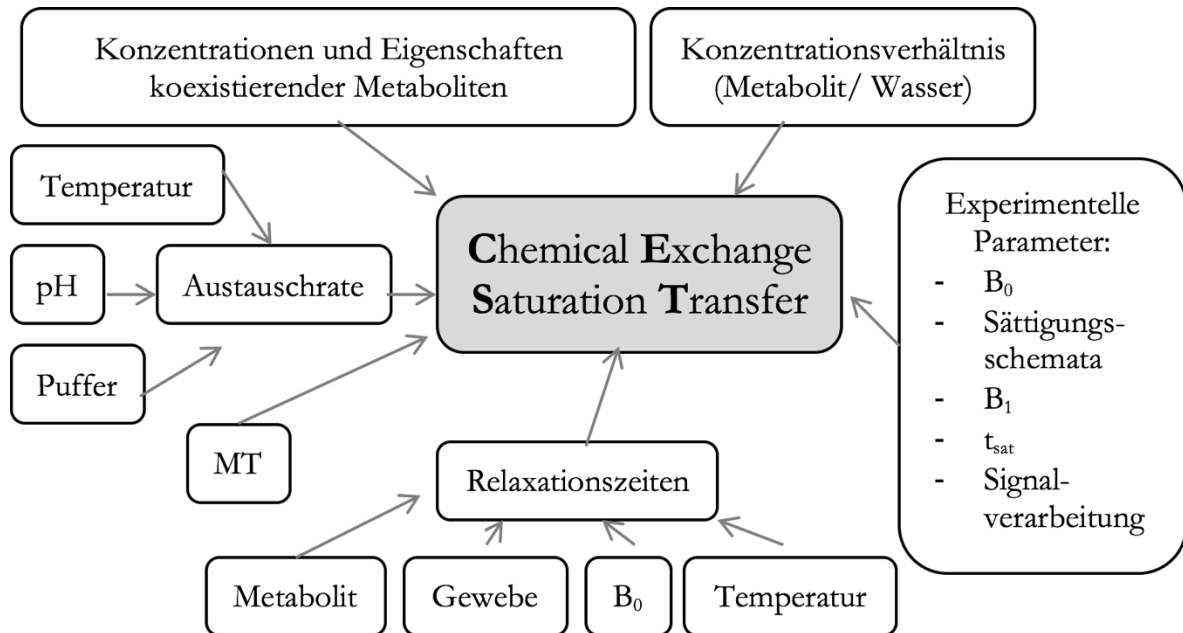 Konzentrationen und Eigenschaften
koexistierender Metaboliten
Konzentrationsverhältnis
(Metabolit/ Wasser)
Temperatur
pH
Puffer
Austauschrate
Chemical Exchange
Saturation Transfer
Experimentelle
Parameter:
- B₀
- Sättigungs-
schemata
- B₁
- tₛₐₜ
- Signal-
verarbeitung
MT
Relaxationszeiten
Metabolit
Gewebe
B₀
Temperatur